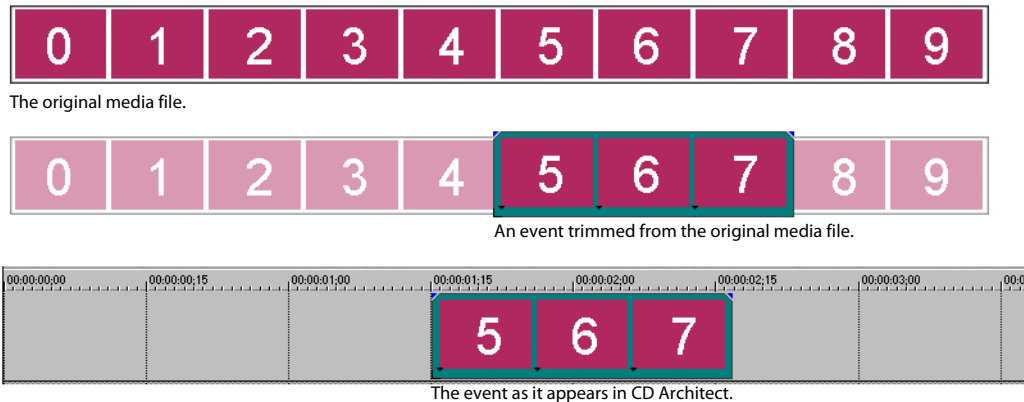 0 1 2 3 4 5 6 7 8 9
The original media file.
0 1 2 3 4 5 6 7 8 9
An event trimmed from the original media file.
00:00:00;00 00:00:00;15 00:00:01;00 00:00:01;15 00:00:02;00 00:00:02;15 00:00:03;00 00:0
5 6 7
The event as it appears in CD Architect.